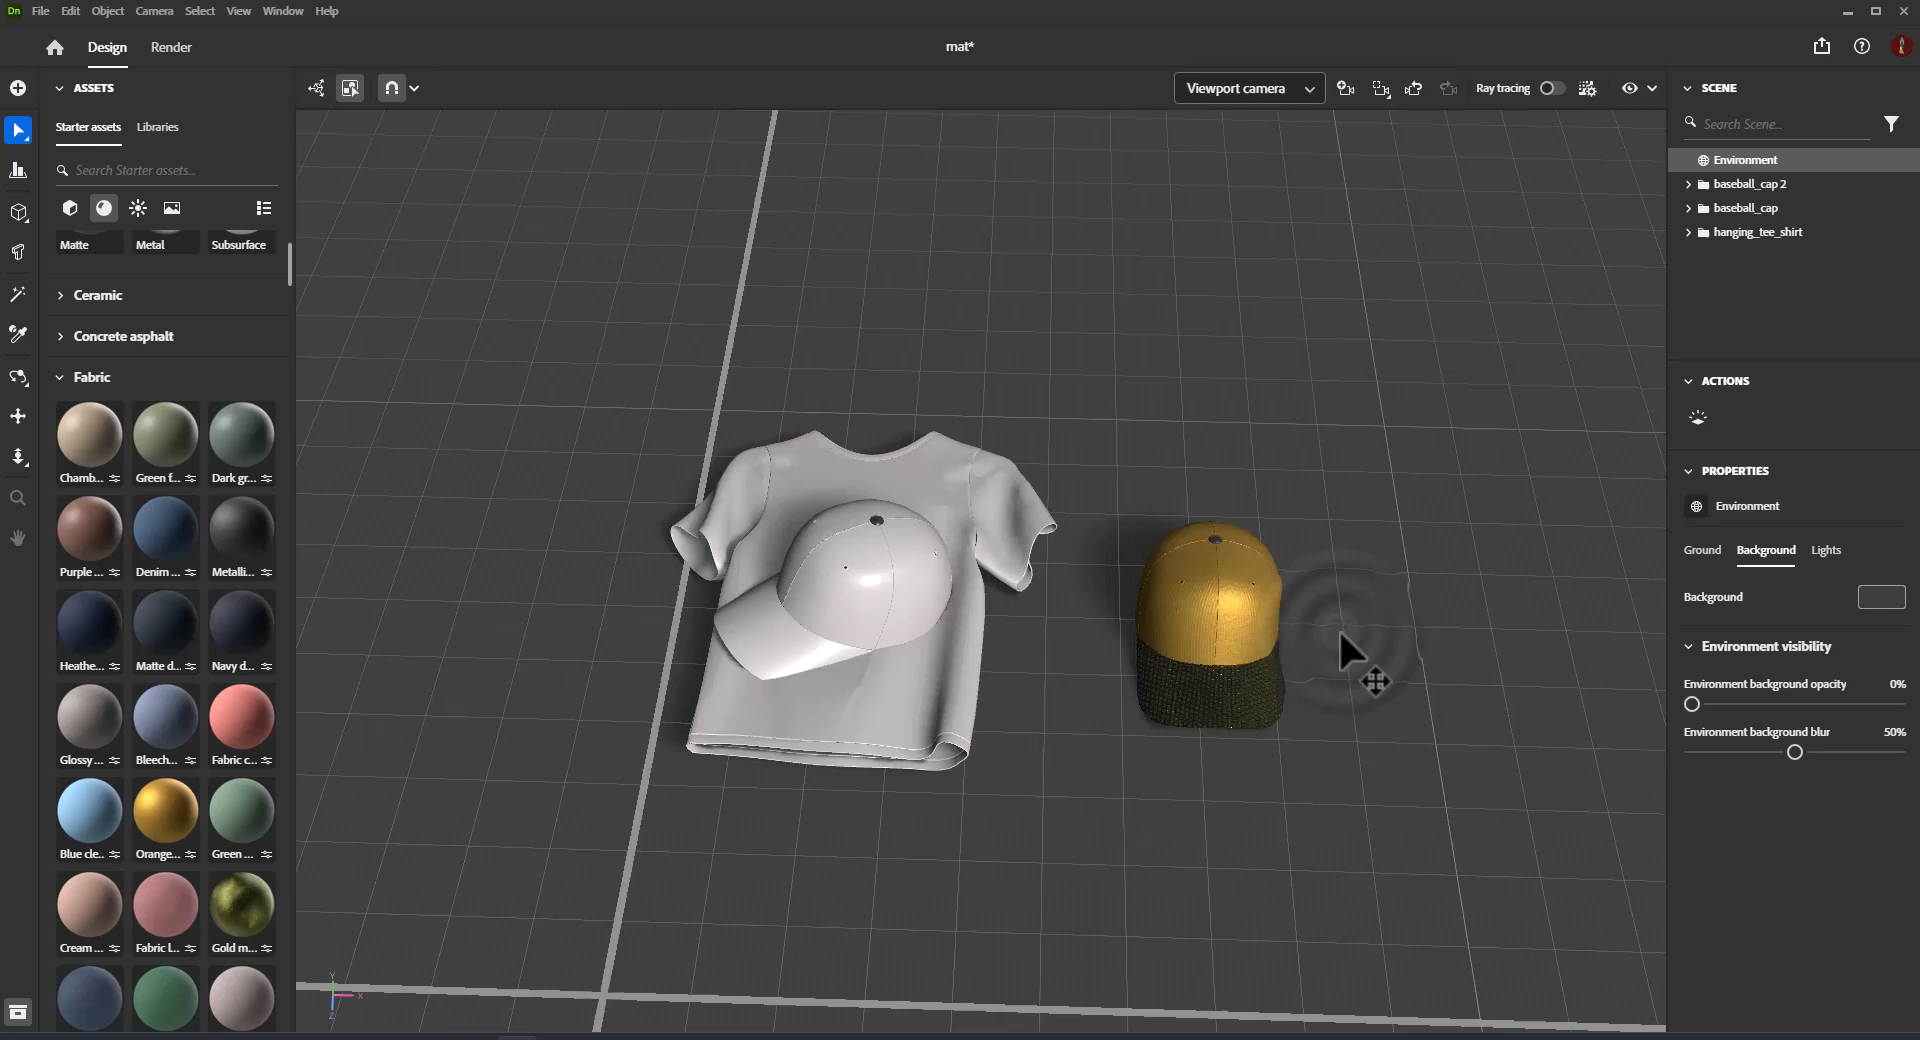 Dn File Edit Object Camera Select View Window Help
Design Render mat*
ASSETS
Starter assets Libraries
Search Starter assets...
Matte Metal Subsurface
Ceramic
Concrete asphalt
Fabric
Chamb... Green f... Dark gr...
Purple ... Denim ... Metalli...
Heathe... Matte d... Navy d...
Glossy ... Bleech... Fabric c...
Blue cle.. Orange... Green ...
Cream ... Fabric l... Gold m...
Viewport camera Ray tracing
Y
X
Z
SCENE
Search Scene...
Environment
baseball_cap 2
baseball_cap
hanging_tee_shirt
ACTIONS
PROPERTIES
Environment
Ground Background Lights
Background
Environment visibility
Environment background opacity 0%
Environment background blur 50%